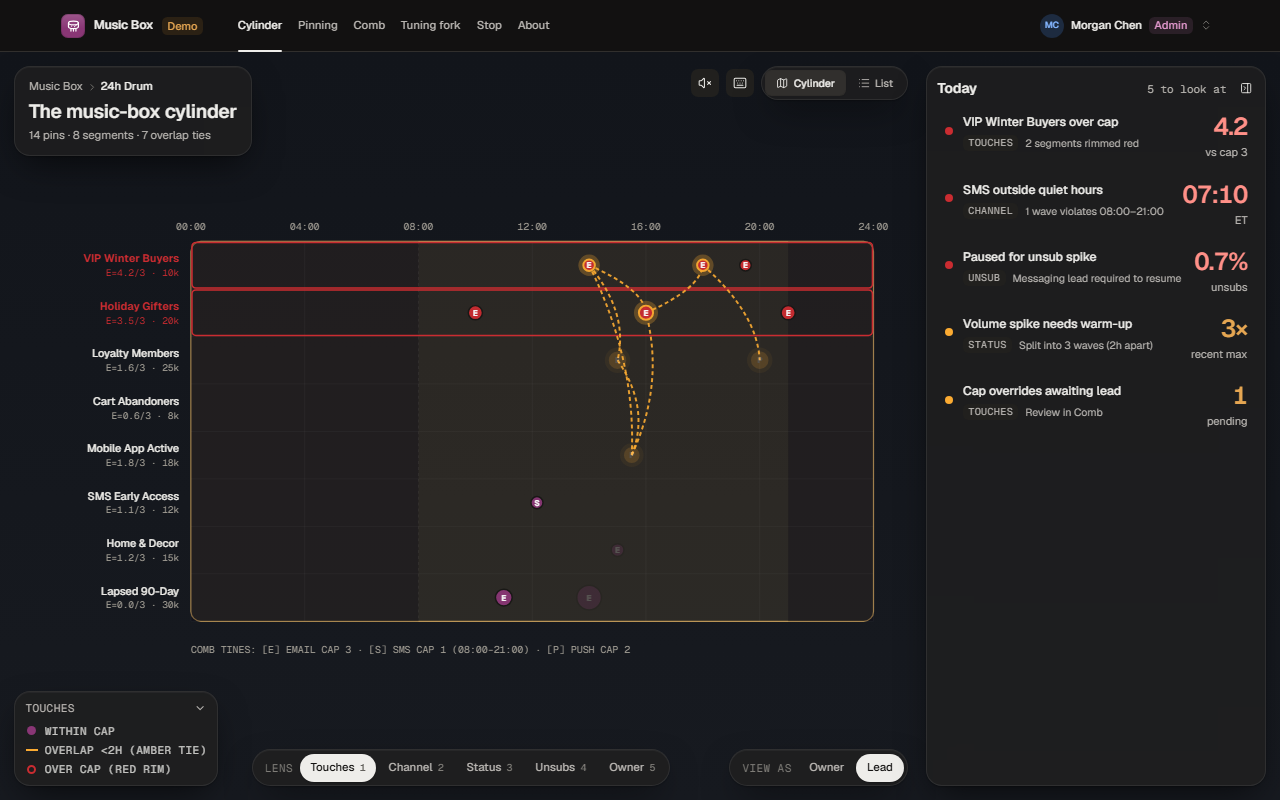 Music Box Demo Cylinder Pinning Comb Tuning fork Stop About MC Morgan Chen Admin
Music Box > 24h Drum
The music-box cylinder
14 pins · 8 segments · 7 overlap ties
Cylinder List
00:00 04:00 08:00 12:00 16:00 20:00 24:00
VIP Winter Buyers
E=4.2/3 · 10k
E E E
Holiday Gifters
E=3.5/3 · 20k
E E E
Loyalty Members
E=1.6/3 · 25k
Cart Abandoners
E=0.6/3 · 8k
Mobile App Active
E=1.8/3 · 18k
SMS Early Access
E=1.1/3 · 12k
S
Home & Decor
E=1.2/3 · 15k
E
Lapsed 90-Day
E=0.0/3 · 30k
E E
COMB TINES: [E] EMAIL CAP 3 · [S] SMS CAP 1 (08:00–21:00) · [P] PUSH CAP 2
TOUCHES
WITHIN CAP
OVERLAP <2H (AMBER TIE)
OVER CAP (RED RIM)
LENS Touches 1 Channel 2 Status 3 Unsubs 4 Owner 5
VIEW AS Owner Lead
Today 5 to look at
VIP Winter Buyers over cap 4.2
TOUCHES 2 segments rimmed red vs cap 3
SMS outside quiet hours 07:10
CHANNEL 1 wave violates 08:00–21:00 ET
Paused for unsub spike 0.7%
UNSUB Messaging lead required to resume unsubs
Volume spike needs warm-up 3×
STATUS Split into 3 waves (2h apart) recent max
Cap overrides awaiting lead 1
TOUCHES Review in Comb pending